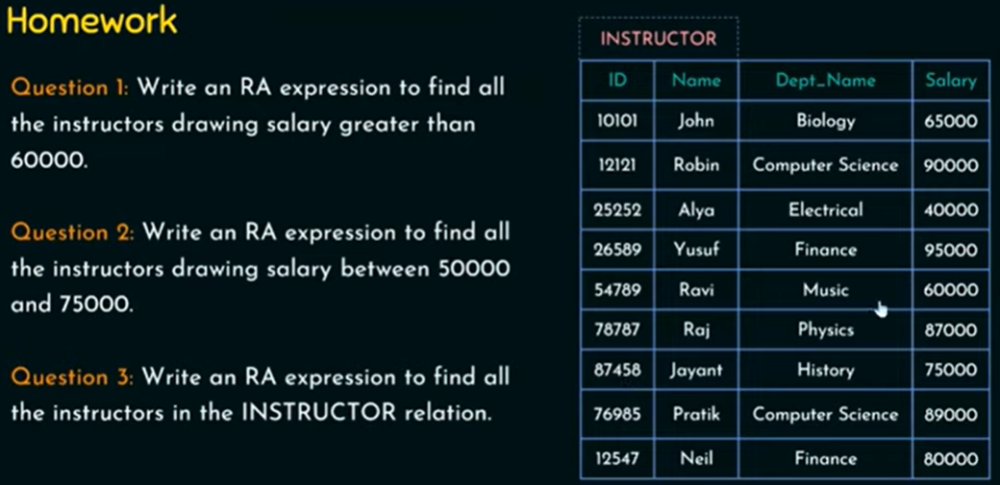 Homework
Question 1: Write an RA expression to find all
the instructors drawing salary greater than
60000.
Question 2: Write an RA expression to find all
the instructors drawing salary between 50000
and 75000.
Question 3: Write an RA expression to find all
the instructors in the INSTRUCTOR relation.
INSTRUCTOR
ID Name Dept_Name Salary
10101 John Biology 65000
12121 Robin Computer Science 90000
25252 Alya Electrical 40000
26589 Yusuf Finance 95000
54789 Ravi Music 60000
78787 Raj Physics 87000
87458 Jayant History 75000
76985 Pratik Computer Science 89000
12547 Neil Finance 80000